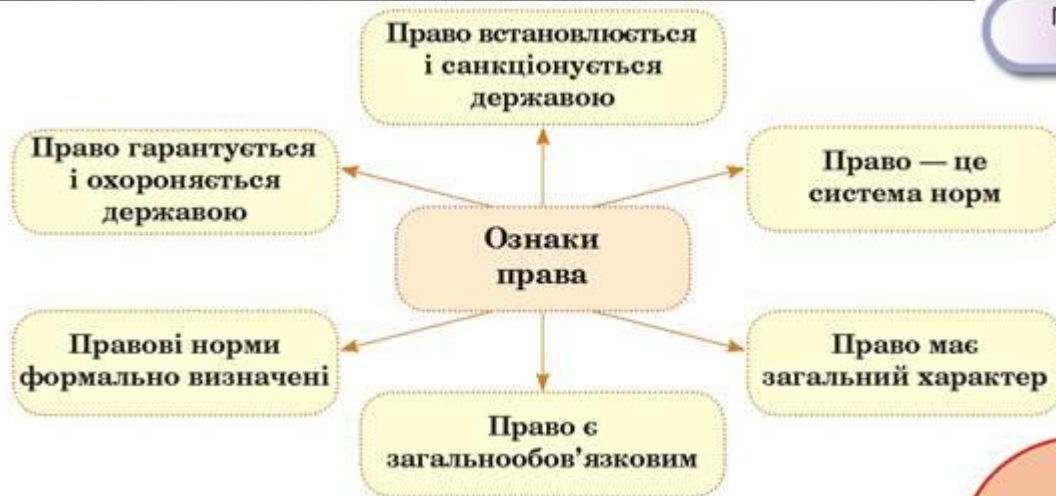 Право встановлюється
і санкціонується
державою
Право гарантується
і охороняється
державою
Право — це
система норм
Ознаки
права
Правові норми
формально визначені
Право має
загальний характер
Право є
загальнообов’язковим